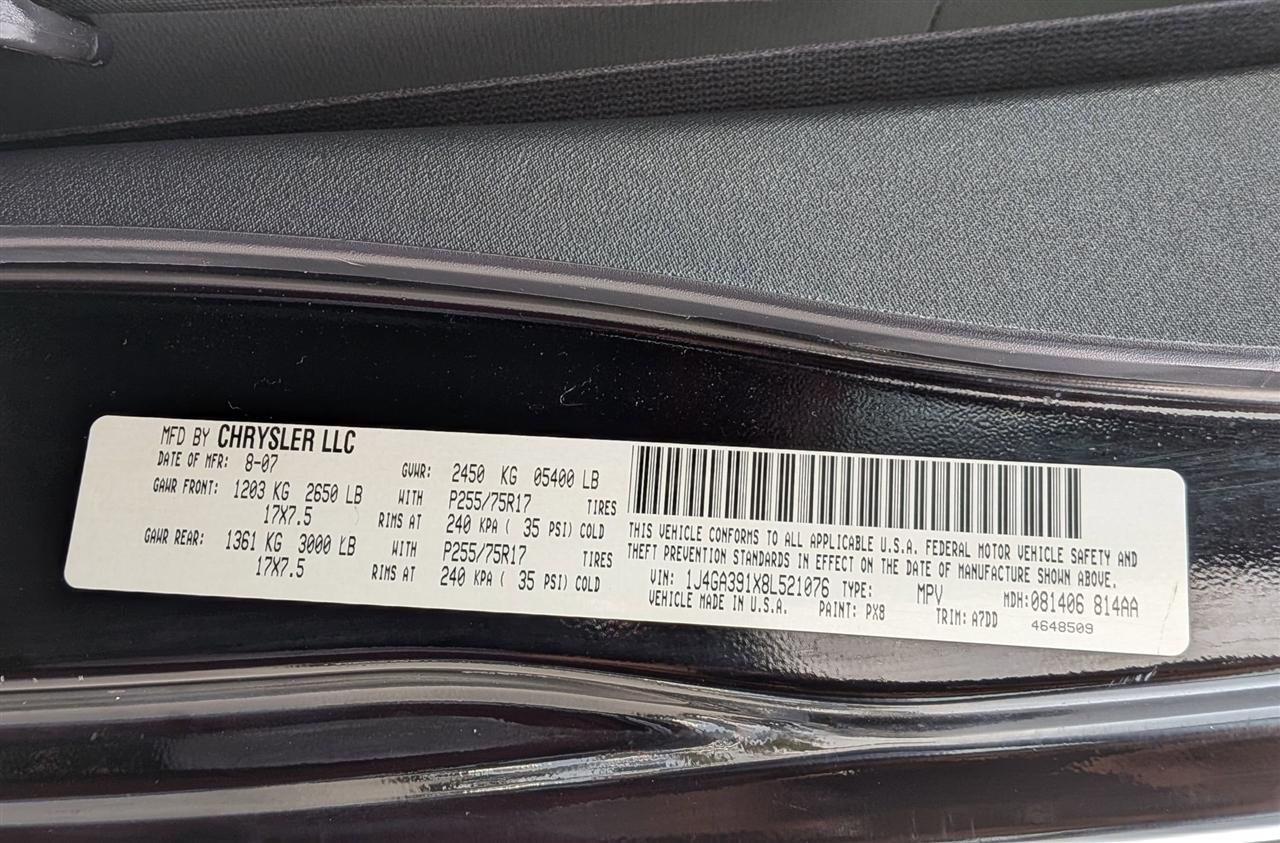 MFD BY CHRYSLER LLC
DATE OF MFR: 8-07 GVWR: 2450 KG 05400 LB
GAWR FRONT: 1203 KG 2650 LB WITH P255/75R17 TIRES
17X7.5 RIMS AT 240 KPA ( 35 PSI) COLD
GAWR REAR: 1361 KG 3000 LB WITH P255/75R17 TIRES
17X7.5 RIMS AT 240 KPA ( 35 PSI) COLD
THIS VEHICLE CONFORMS TO ALL APPLICABLE U.S.A. FEDERAL MOTOR VEHICLE SAFETY AND
THEFT PREVENTION STANDARDS IN EFFECT ON THE DATE OF MANUFACTURE SHOWN ABOVE.
VIN: 1J4GA391X8L521076 TYPE: MPV MDH: 081406 814AA
VEHICLE MADE IN U.S.A. PAINT: PX8 TRIM: A7DD 4648509